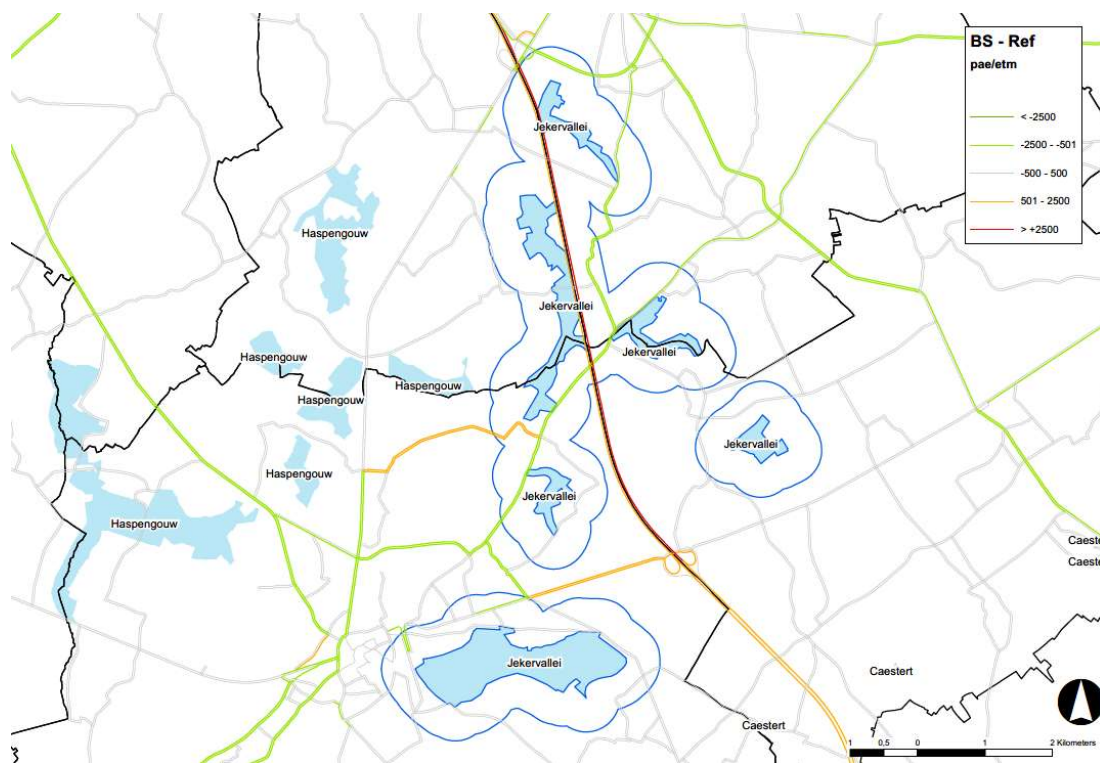 BS - Ref
pae/etm
< -2500
-2500 - -501
-500 - 500
501 - 2500
> +2500
Jekervallei
Haspengouw
Jekervallei
Jekervallei
Haspengouw
Haspengouw
Haspengouw
Jekervallei
Haspengouw
Jekervallei
Haspengouw
Caeste
Caeste
Jekervallei
Caestert
Caestert
1 0,5 0 1 2 Kilometers